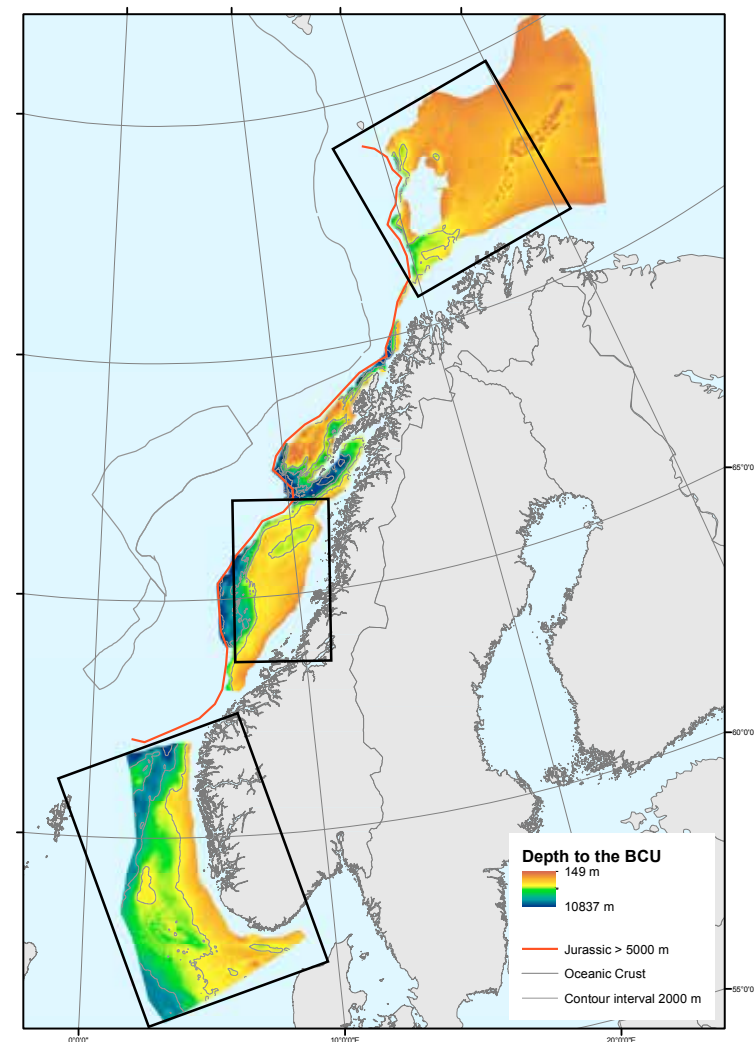 65°0'0
60°0'0
Depth to the BCU
149 m
10837 m
Jurassic > 5000 m
Oceanic Crust
Contour interval 2000 m
55°0'0
0°0'0"E
10°0'0"E
20°0'0"E